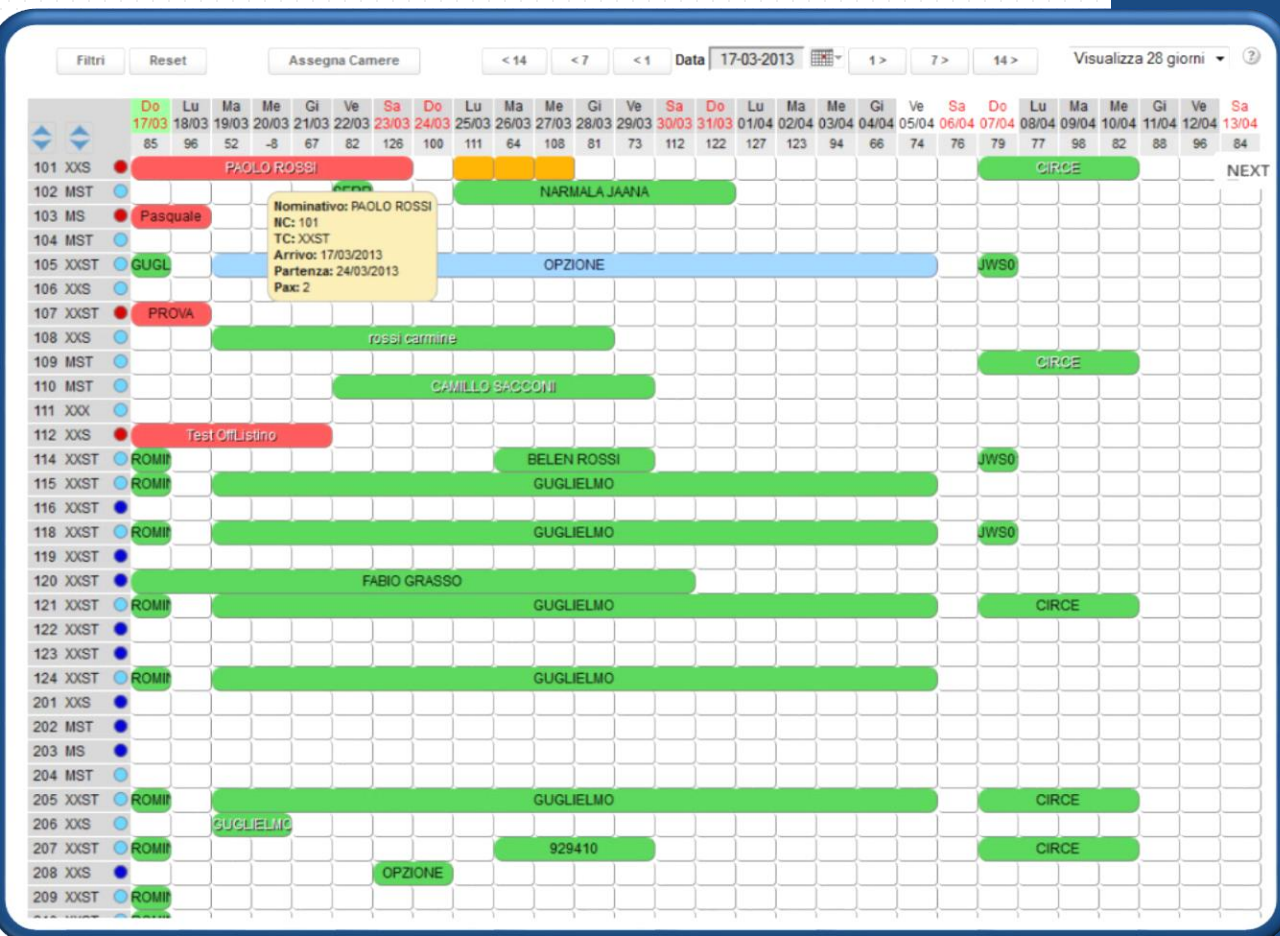 Filtri Reset Assegna Camere < 14 < 7 < 1 Data 17-03-2013 1 > 7 > 14 > Visualizza 28 giorni ?
Do Lu Ma Me Gi Ve Sa Do Lu Ma Me Gi Ve Sa Do Lu Ma Me Gi Ve Sa Do Lu Ma Me Gi Ve Sa
17/03 18/03 19/03 20/03 21/03 22/03 23/03 24/03 25/03 26/03 27/03 28/03 29/03 30/03 31/03 01/04 02/04 03/04 04/04 05/04 06/04 07/04 08/04 09/04 10/04 11/04 12/04 13/04
85 96 52 -8 67 82 126 100 111 64 108 81 73 112 122 127 123 94 66 74 76 79 77 98 82 88 96 84
101 XXS PAOLO ROSSI CIRCE NEXT
102 MST NARMALA JAANA
Nominativo: PAOLO ROSSI
NC: 101
TC: XXST
Arrivo: 17/03/2013
Partenza: 24/03/2013
Pax: 2
103 MS Pasquale
104 MST
105 XXST GUGL OPZIONE JWS0
106 XXS
107 XXST PROVA
108 XXS rossi carmine
109 MST CIRCE
110 MST CAMILLO SACCONI
111 XXX
112 XXS Test OffListino
114 XXST ROMIN BELEN ROSSI JWS0
115 XXST ROMIN GUGLIELMO
116 XXST
118 XXST ROMIN GUGLIELMO JWS0
119 XXST
120 XXST FABIO GRASSO
121 XXST ROMIN GUGLIELMO CIRCE
122 XXST
123 XXST
124 XXST ROMIN GUGLIELMO
201 XXS
202 MST
203 MS
204 MST
205 XXST ROMIN GUGLIELMO CIRCE
206 XXS GUGLIELMO
207 XXST ROMIN 929410 CIRCE
208 XXS OPZIONE
209 XXST ROMIN